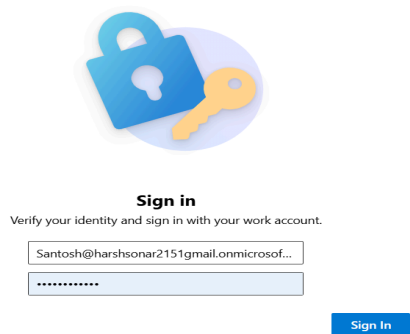 Sign in
Verify your identity and sign in with your work account.
Santosh@harshsonar2151gmail.onmicrosof...
••••••••••••
Sign In